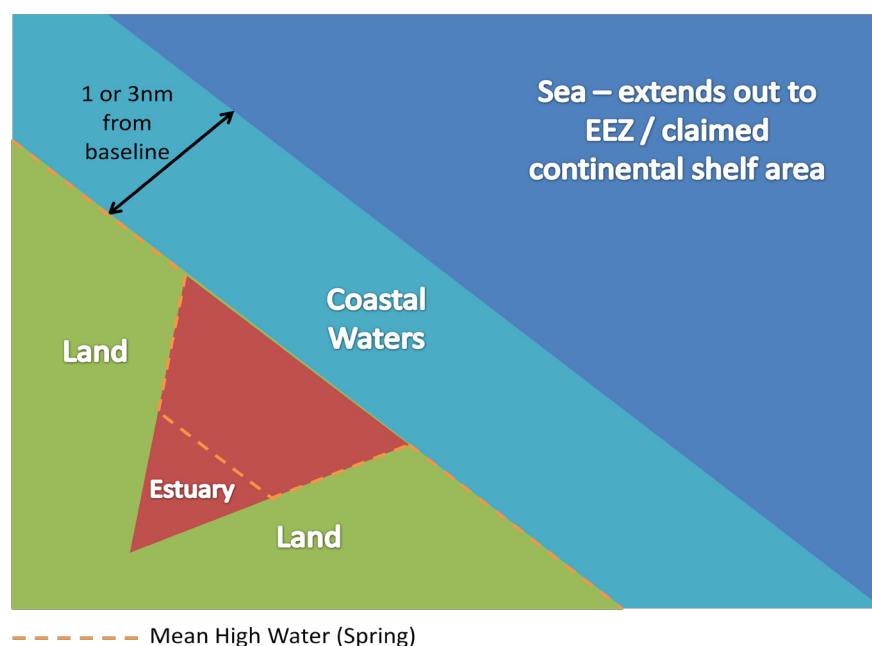 1 or 3nm
from
baseline
Sea – extends out to
EEZ / claimed
continental shelf area
Coastal
Waters
Land
Estuary
Land
Mean High Water (Spring)